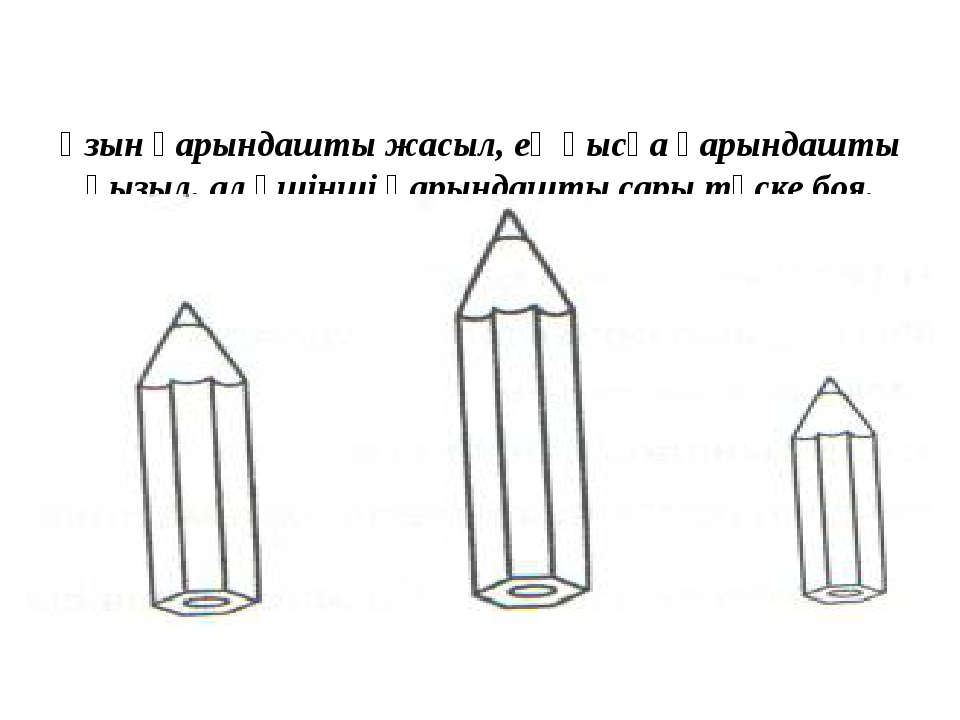 Ұзын қарындашты жасыл, ең қысқа қарындашты
қызыл, ал үшінші қарындашты сары түске боя.